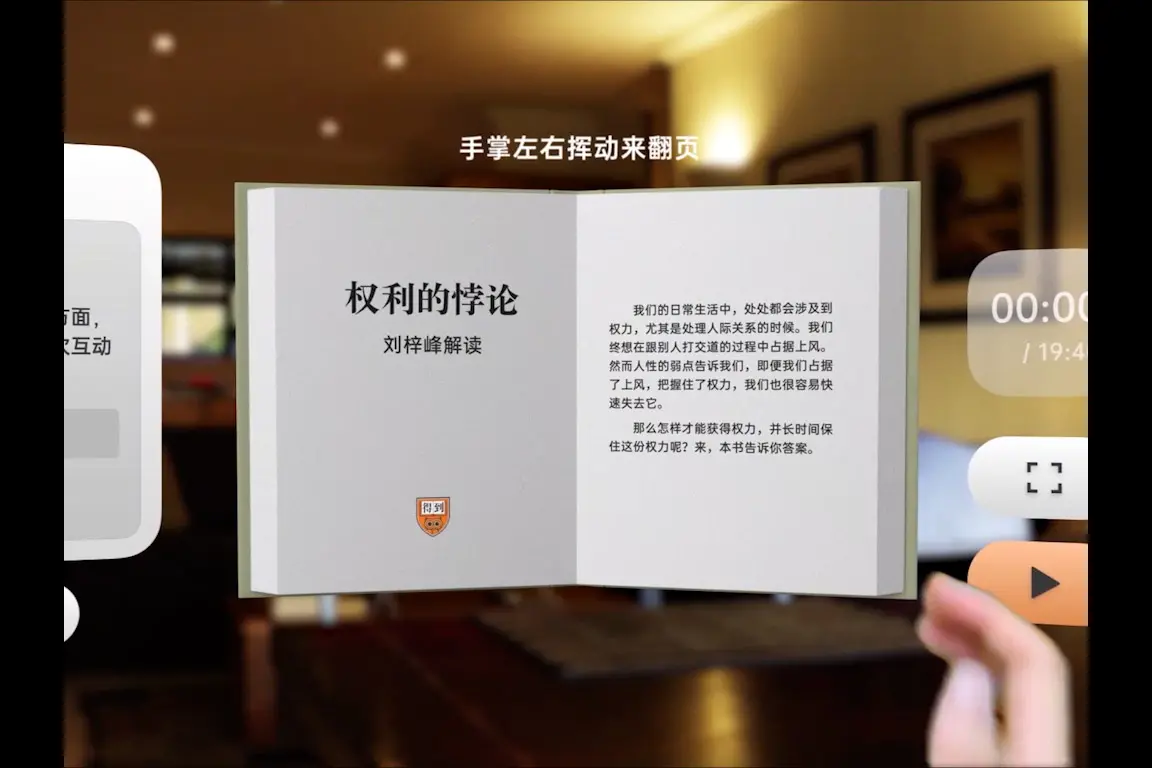 手掌左右挥动来翻页
方面，
次互动
权利的悖论
刘梓峰解读
得到
我们的日常生活中，处处都会涉及到
权力，尤其是处理人际关系的时候。我们
终想在跟别人打交道的过程中占据上风。
然而人性的弱点告诉我们，即便我们占据
了上风，把握住了权力，我们也很容易快
速失去它。
那么怎样才能获得权力，并长时间保
住这份权力呢？来，本书告诉你答案。
00:00
/ 19:4